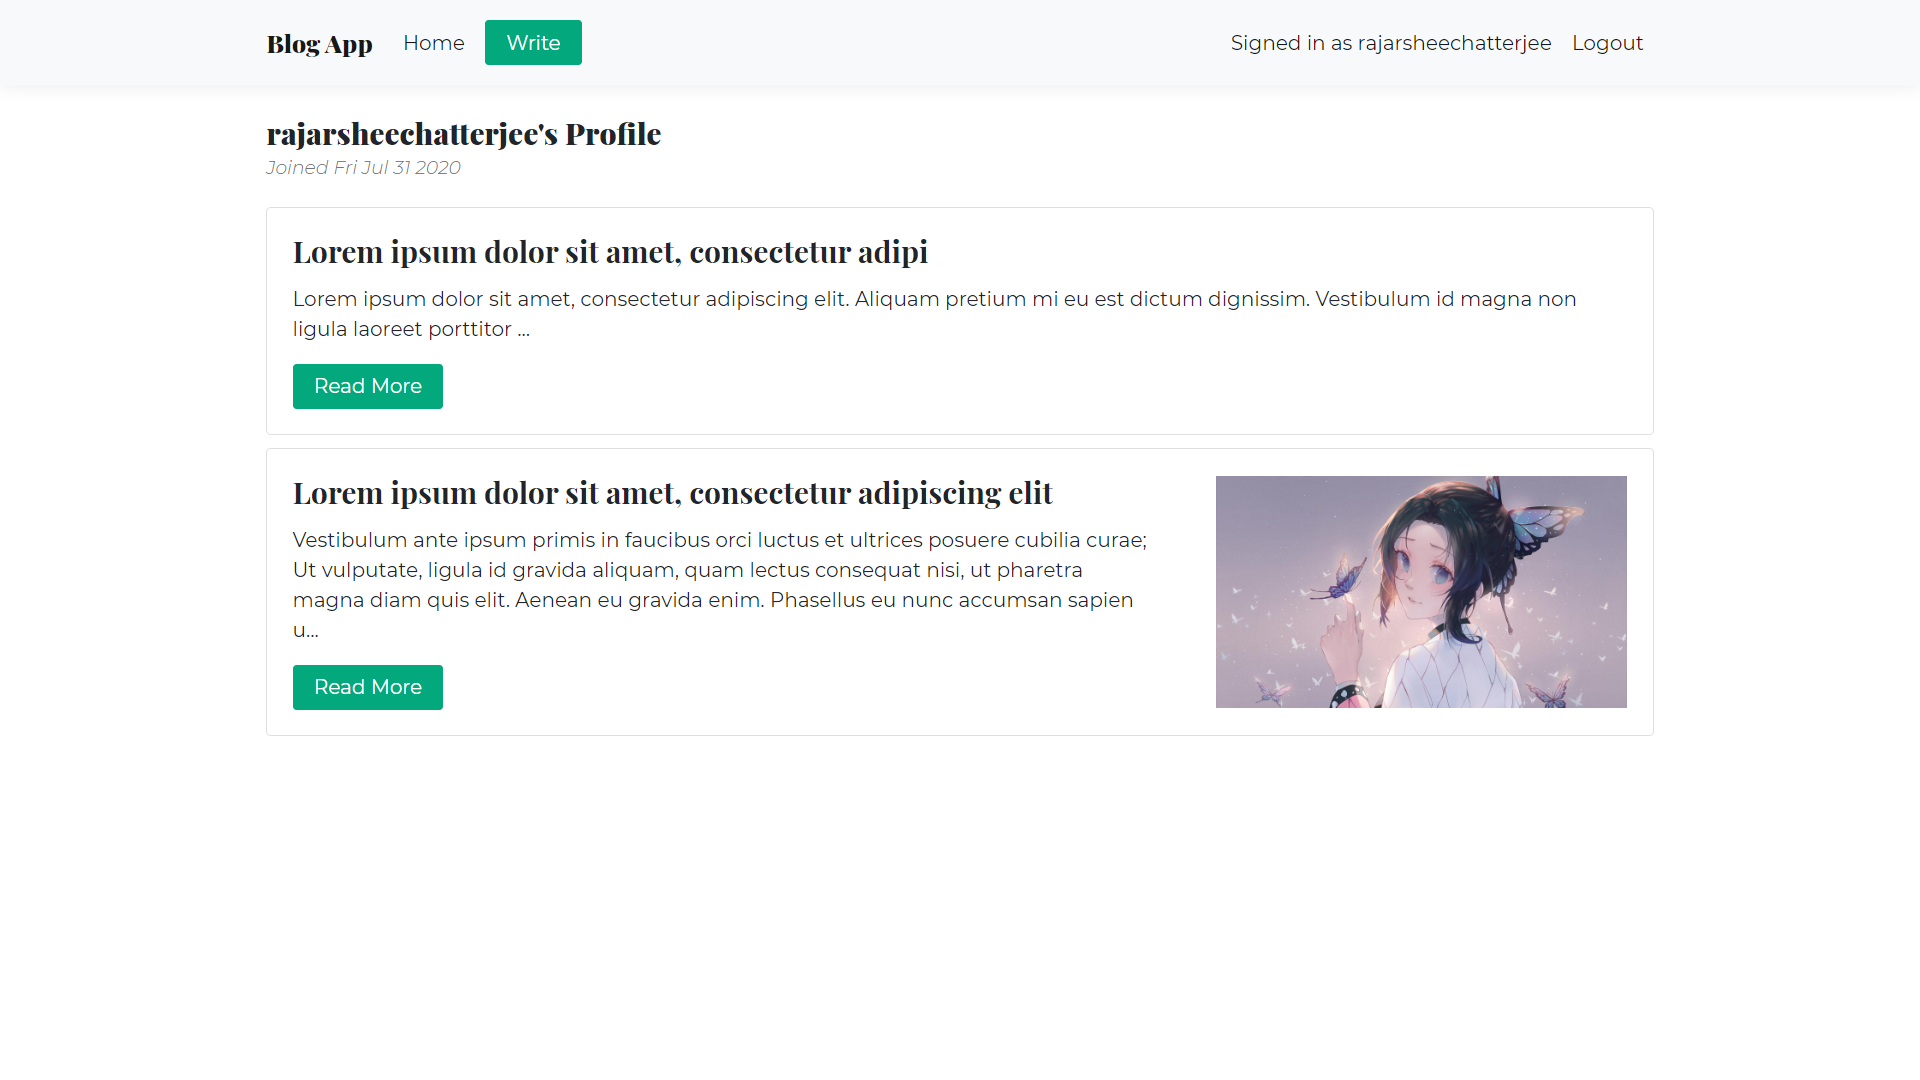 Blog App Home Write Signed in as rajarsheechatterjee Logout
rajarsheechatterjee's Profile
Joined Fri Jul 31 2020
Lorem ipsum dolor sit amet, consectetur adipi
Lorem ipsum dolor sit amet, consectetur adipiscing elit. Aliquam pretium mi eu est dictum dignissim. Vestibulum id magna non
ligula laoreet porttitor ...
Read More
Lorem ipsum dolor sit amet, consectetur adipiscing elit
Vestibulum ante ipsum primis in faucibus orci luctus et ultrices posuere cubilia curae;
Ut vulputate, ligula id gravida aliquam, quam lectus consequat nisi, ut pharetra
magna diam quis elit. Aenean eu gravida enim. Phasellus eu nunc accumsan sapien
u...
Read More